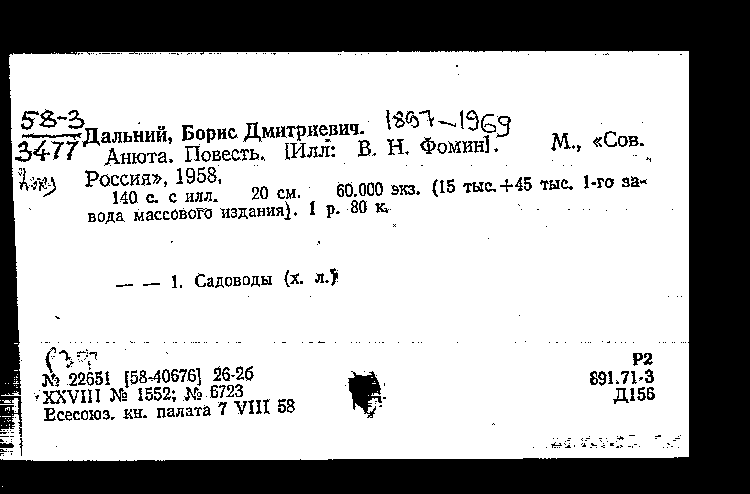 58-3
3477
Дальний, Борис Дмитриевич. 1897-1969
Анюта. Повесть. [Илл: В. Н. Фомин]. М., «Сов.
Россия», 1958.
140 с. с илл. 20 см. 60.000 экз. (15 тыс.+45 тыс. 1-го за-
вода массового издания). 1 р. 80 к.
— — 1. Садоводы (х. л.)
№ 22651 [58-40676] 26-2б
XXVIII № 1552; № 6723
Всесоюз. кн. палата 7 VIII 58
Р2
891.71-3
Д156